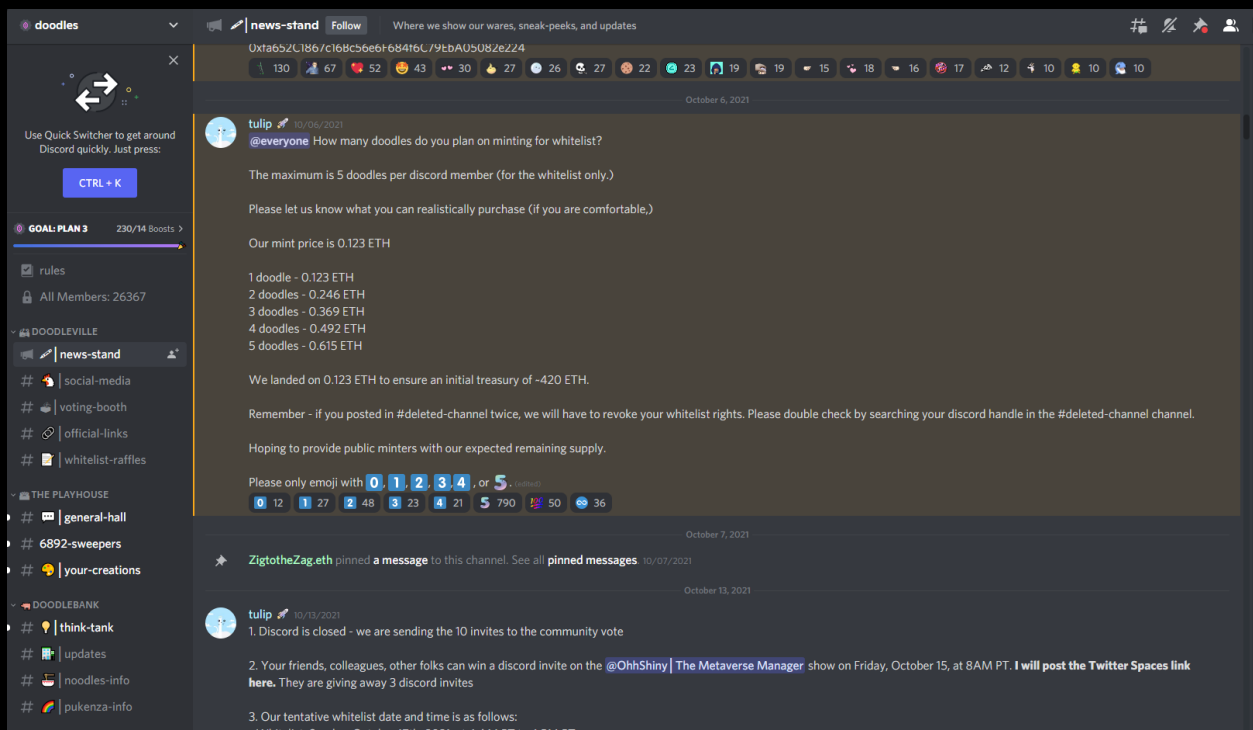 doodles
Use Quick Switcher to get around
Discord quickly. Just press:
CTRL + K
GOAL: PLAN 3 230/14 Boosts
rules
All Members: 26367
DOODLEVILLE
news-stand
social-media
voting-booth
official-links
whitelist-raffles
THE PLAYHOUSE
general-hall
6892-sweepers
your-creations
DOODLEBANK
think-tank
updates
noodles-info
pukenza-info
news-stand Follow Where we show our wares, sneak-peeks, and updates
0xfa652C1867c16Bc56e6F684f6C79EbA05082e224
130 67 52 43 30 27 26 27 22 23 19 19 15 18 16 17 12 10 10 10
October 6, 2021
tulip 10/06/2021
@everyone How many doodles do you plan on minting for whitelist?
The maximum is 5 doodles per discord member (for the whitelist only.)
Please let us know what you can realistically purchase (if you are comfortable,)
Our mint price is 0.123 ETH
1 doodle - 0.123 ETH
2 doodles - 0.246 ETH
3 doodles - 0.369 ETH
4 doodles - 0.492 ETH
5 doodles - 0.615 ETH
We landed on 0.123 ETH to ensure an initial treasury of ~420 ETH.
Remember - if you posted in #deleted-channel twice, we will have to revoke your whitelist rights. Please double check by searching your discord handle in the #deleted-channel channel.
Hoping to provide public minters with our expected remaining supply.
Please only emoji with 0, 1, 2, 3, 4, or 5. (edited)
0 12 1 27 2 48 3 23 4 21 5 790 50 36
October 7, 2021
ZigtotheZag.eth pinned a message to this channel. See all pinned messages. 10/07/2021
October 13, 2021
tulip 10/13/2021
1. Discord is closed - we are sending the 10 invites to the community vote
2. Your friends, colleagues, other folks can win a discord invite on the @OhhShiny | The Metaverse Manager show on Friday, October 15, at 8AM PT. I will post the Twitter Spaces link
here. They are giving away 3 discord invites
3. Our tentative whitelist date and time is as follows: